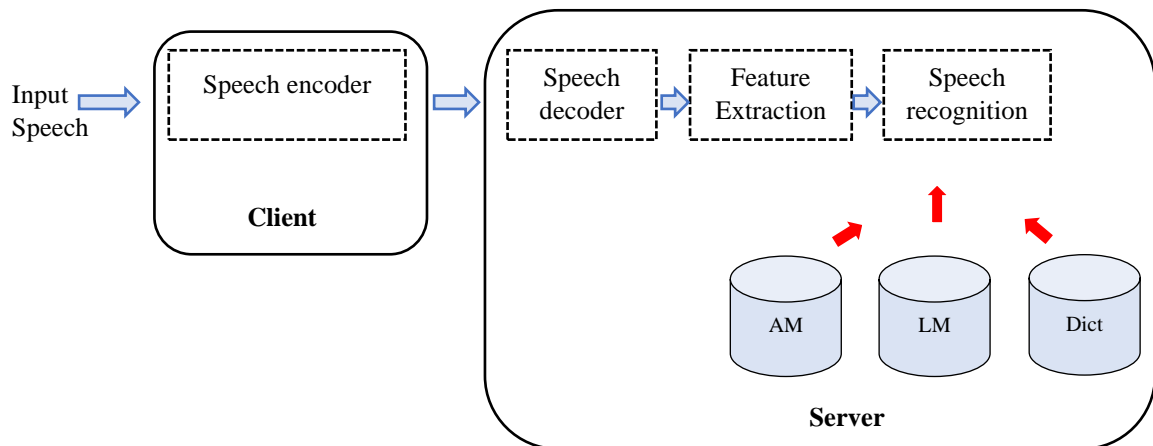 Input
Speech
Speech encoder
Client
Speech
decoder
Feature
Extraction
Speech
recognition
AM
LM
Dict
Server